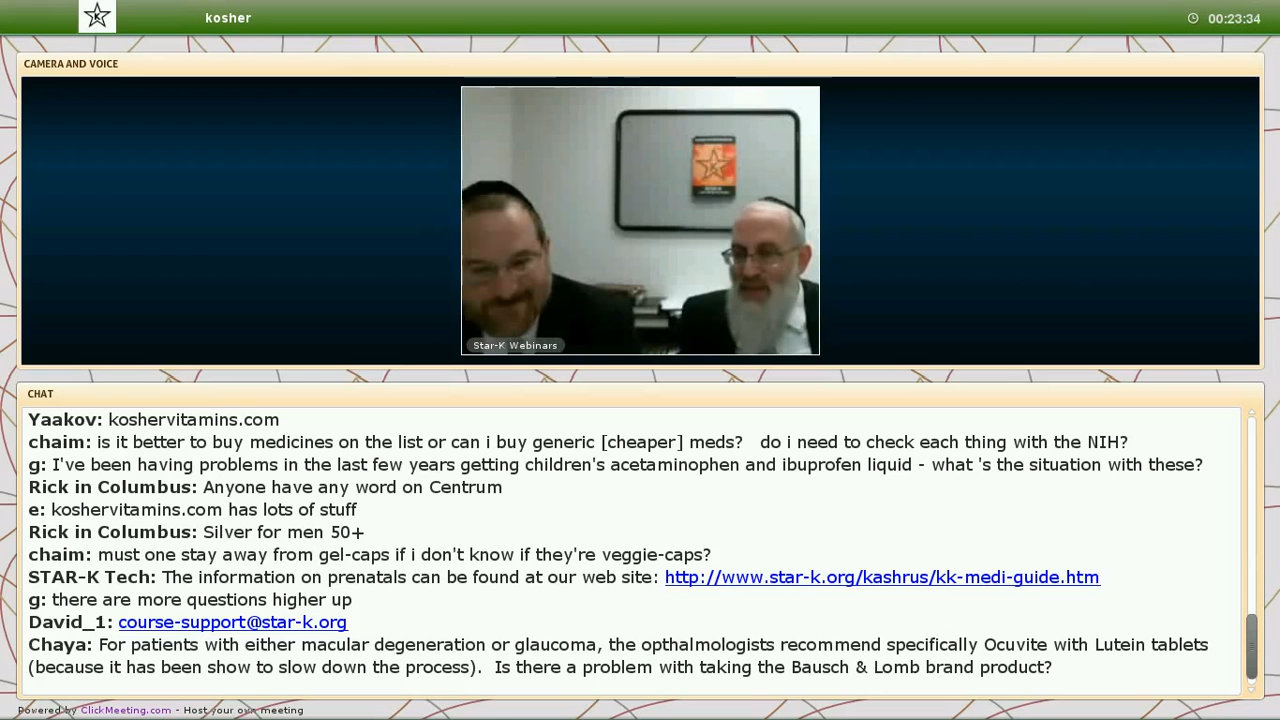 K
kosher
00:23:34
CAMERA AND VOICE
K
Star-K Webinars
CHAT
Yaakov: koshervitamins.com
chaim: is it better to buy medicines on the list or can i buy generic [cheaper] meds?   do i need to check each thing with the NIH?
g: I've been having problems in the last few years getting children's acetaminophen and ibuprofen liquid - what 's the situation with these?
Rick in Columbus: Anyone have any word on Centrum
e: koshervitamins.com has lots of stuff
Rick in Columbus: Silver for men 50+
chaim: must one stay away from gel-caps if i don't know if they're veggie-caps?
STAR-K Tech: The information on prenatals can be found at our web site: http://www.star-k.org/kashrus/kk-medi-guide.htm
g: there are more questions higher up
David_1: course-support@star-k.org
Chaya: For patients with either macular degeneration or glaucoma, the opthalmologists recommend specifically Ocuvite with Lutein tablets
(because it has been show to slow down the process).  Is there a problem with taking the Bausch & Lomb brand product?
Powered by ClickMeeting.com - Host your own meeting